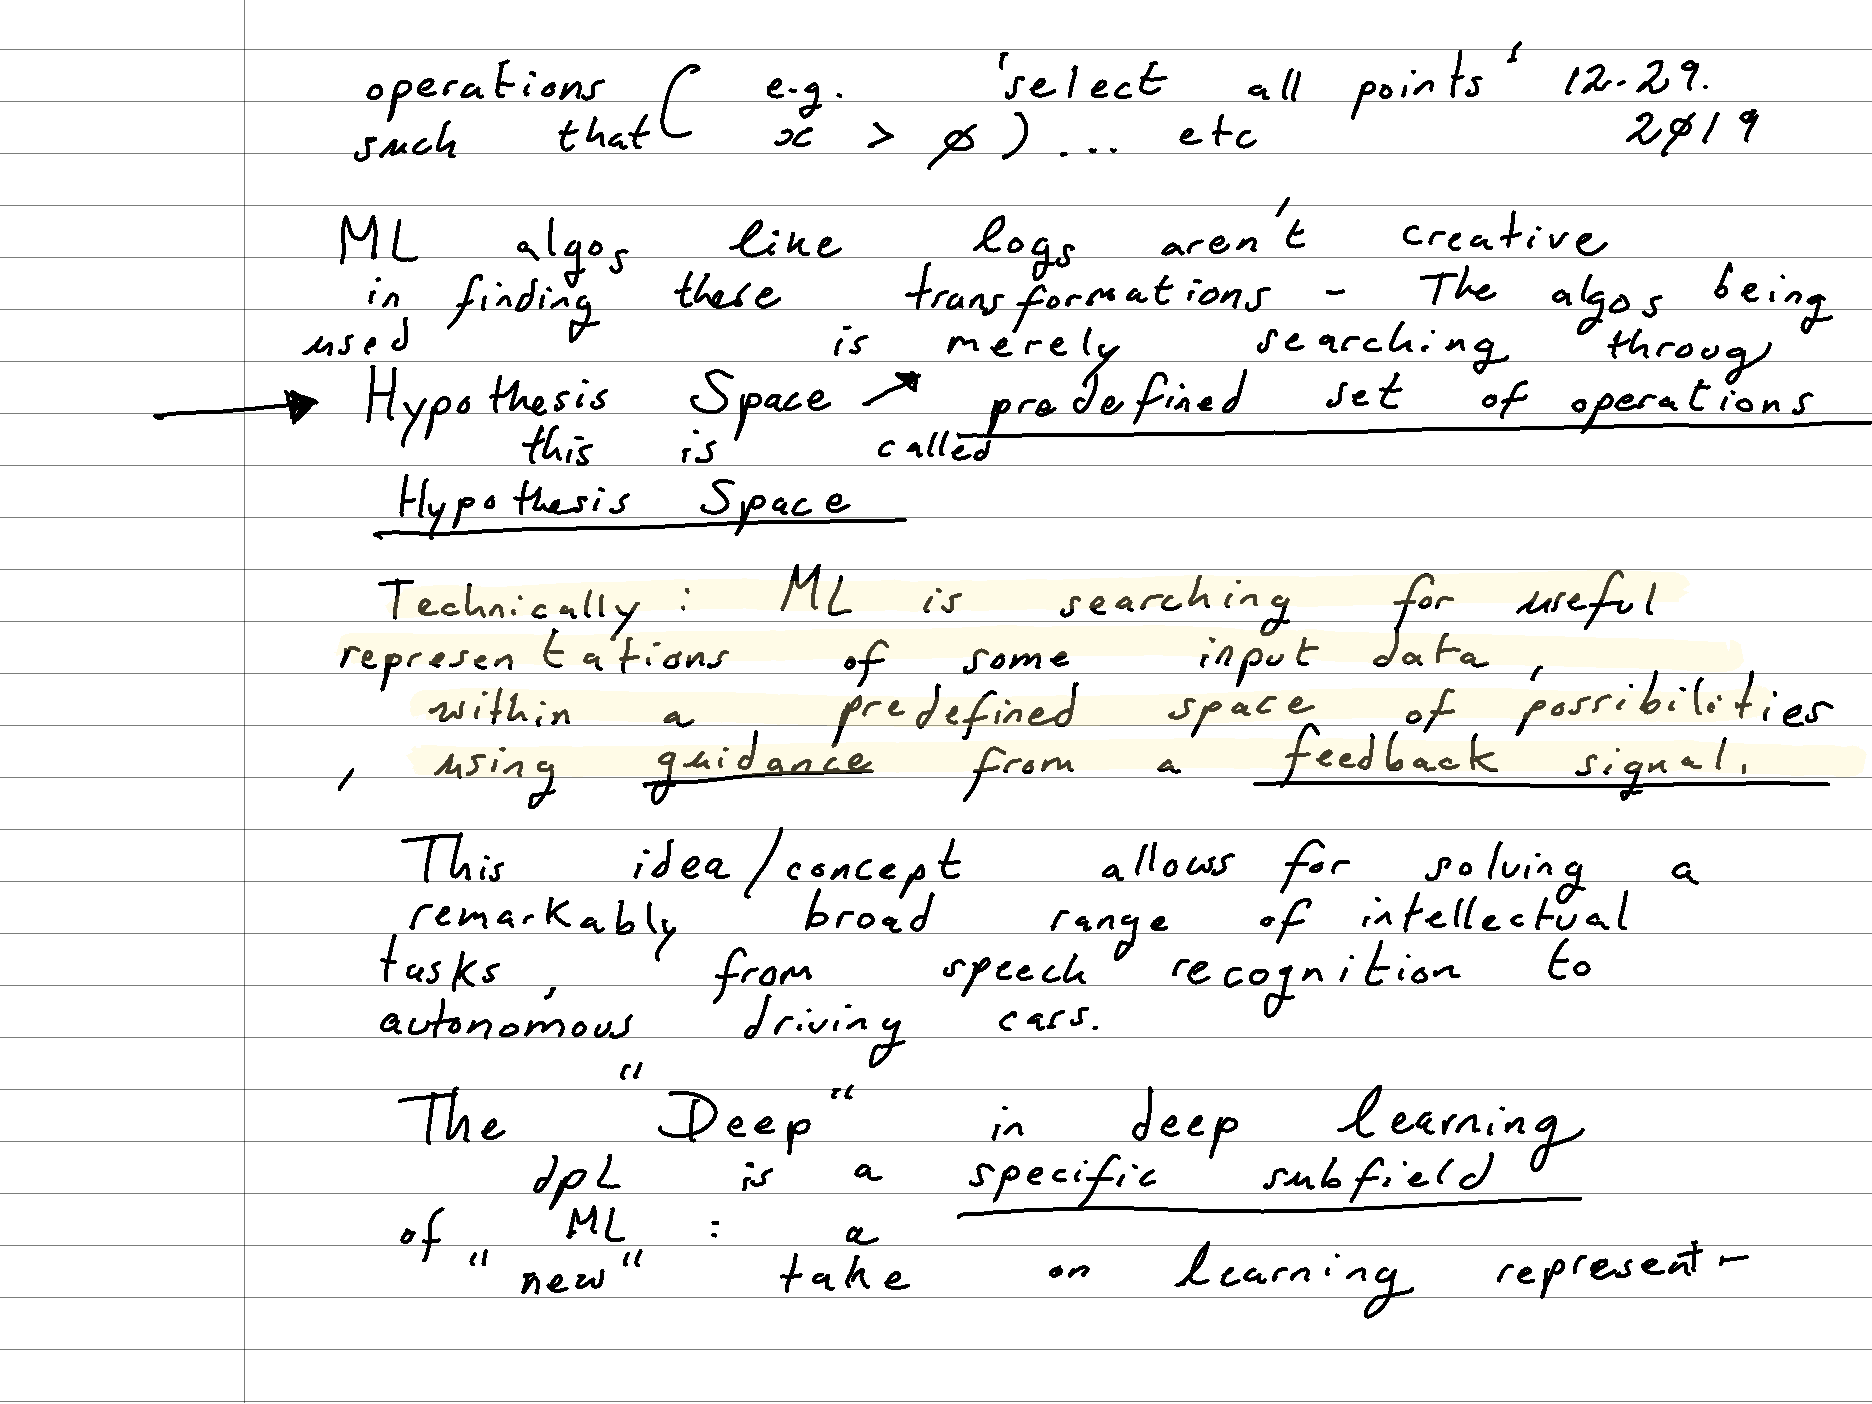 operations ( e.g. 'select all points' 12.29.
such that x > ø ) ... etc 2ø19
ML algos like logs aren't creative
in finding these transformations - The algos being
used is merely searching throug
Hypothesis Space predefined set of operations
this is called
Hypothesis Space
Technically : ML is searching for useful
representations of some input data ,
within a predefined space of possibilities
, using guidance from a feedback signal.
This idea/concept allows for solving a
remarkably broad range of intellectual
tasks , from speech recognition to
autonomous driving cars.
The "Deep" in deep learning
dpL is a specific subfield
of ML : a
"new" take on learning represent-